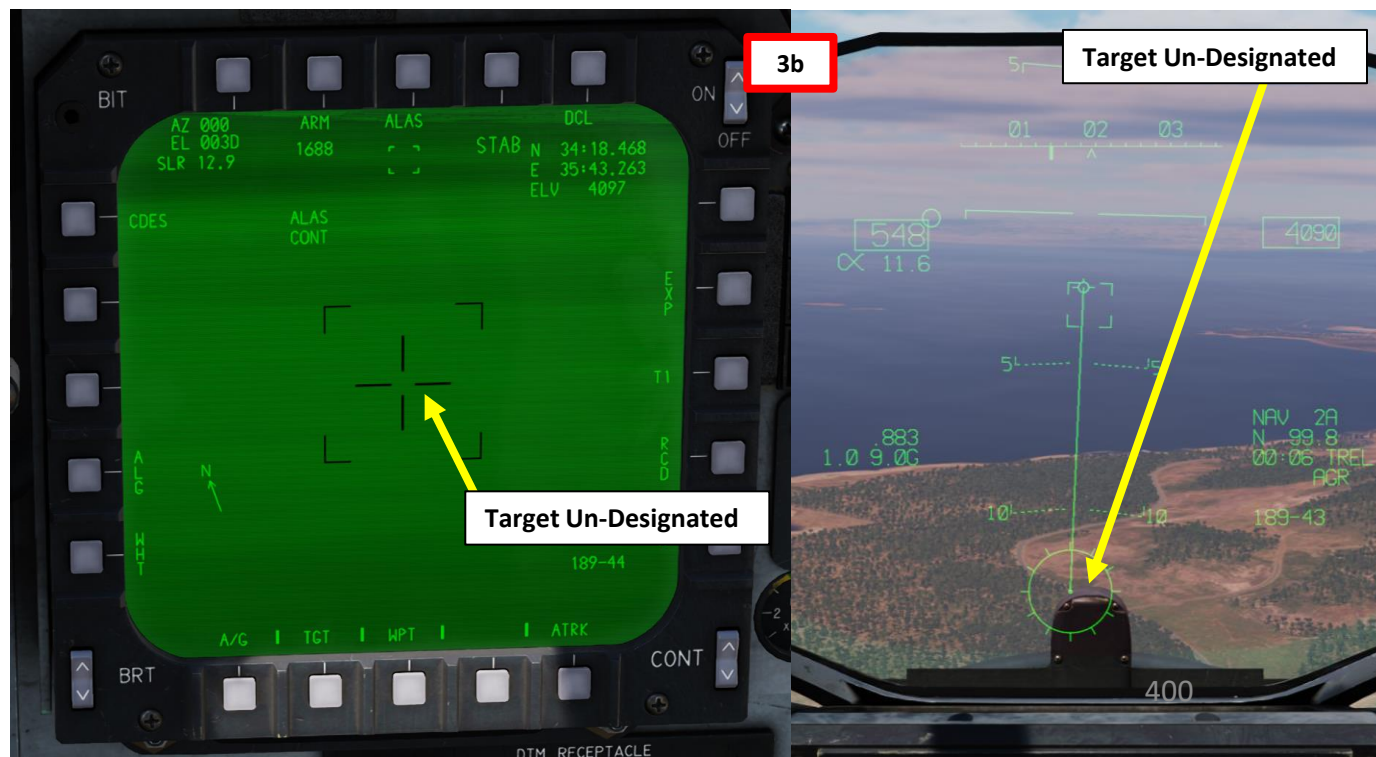 3b
Target Un-Designated
BIT
ON
OFF
AZ 000
EL 003D
SLR 12.9
ARM
1688
ALAS
STAB
DCL
N 34:18.468
E 35:43.263
ELV 4097
CDES
ALAS
CONT
EXP
T1
RCD
ALG
N
WHT
Target Un-Designated
189-44
A/G
TGT
WPT
ATRK
BRT
CONT
DTM RECEPTACLE
-2
5
01 02 03
548
4090
α 11.6
5 5
.883
1.0 9.0G
NAV 2A
N 99.8
00:06 TREL
AGR
10 10
189-43
400